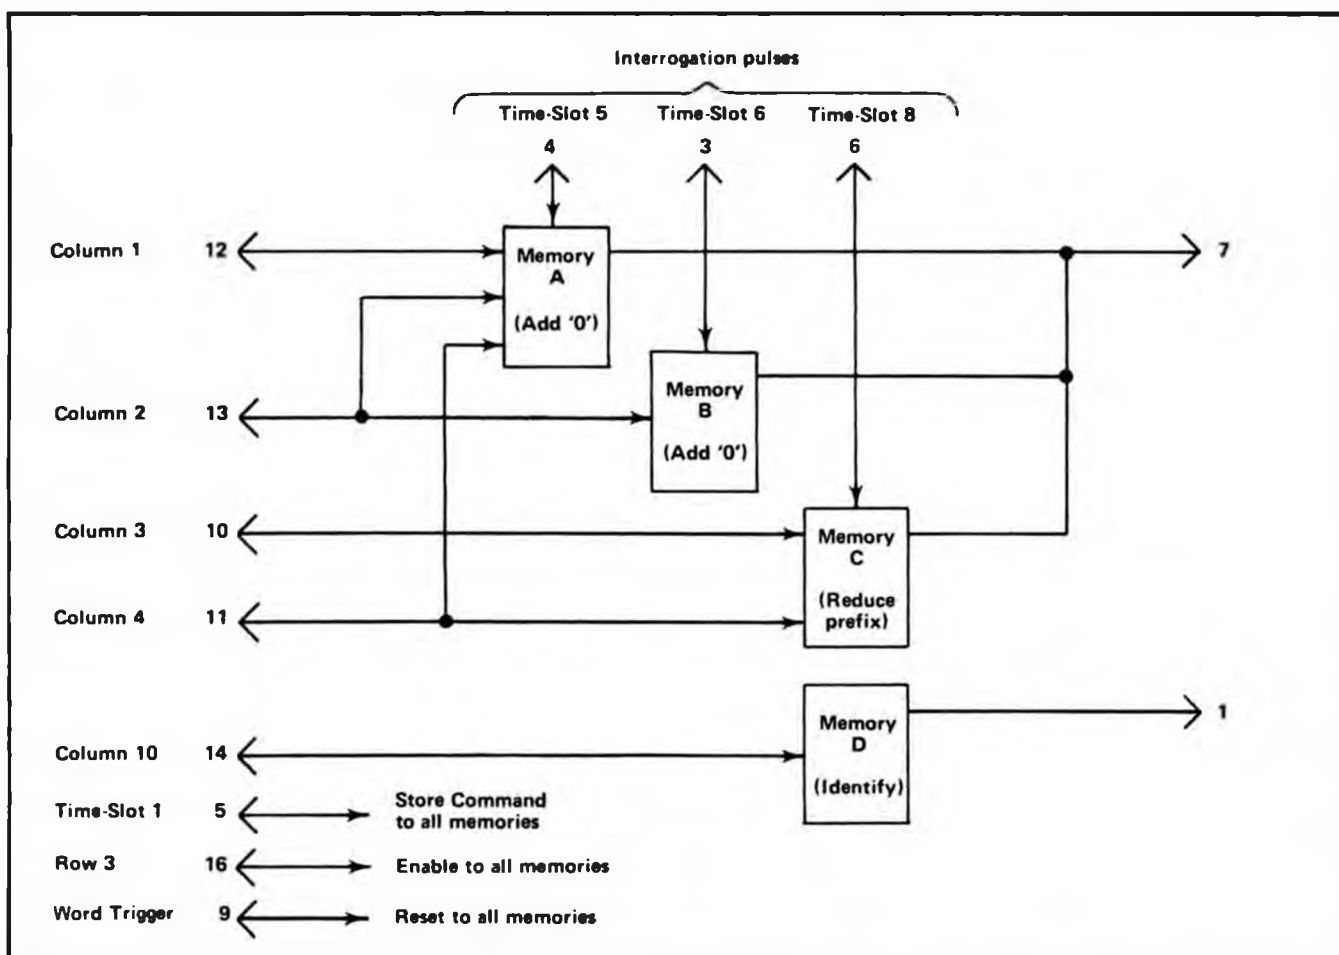 Interrogation pulses
Time-Slot 5 Time-Slot 6 Time-Slot 8
4 3 6
Column 1 12
Memory
A
(Add '0')
7
Column 2 13
Memory
B
(Add '0')
Column 3 10
Memory
C
(Reduce
prefix)
Column 4 11
Memory
D
(Identify)
1
Column 10 14
Time-Slot 1 5 Store Command
to all memories
Row 3 16 Enable to all memories
Word Trigger 9 Reset to all memories